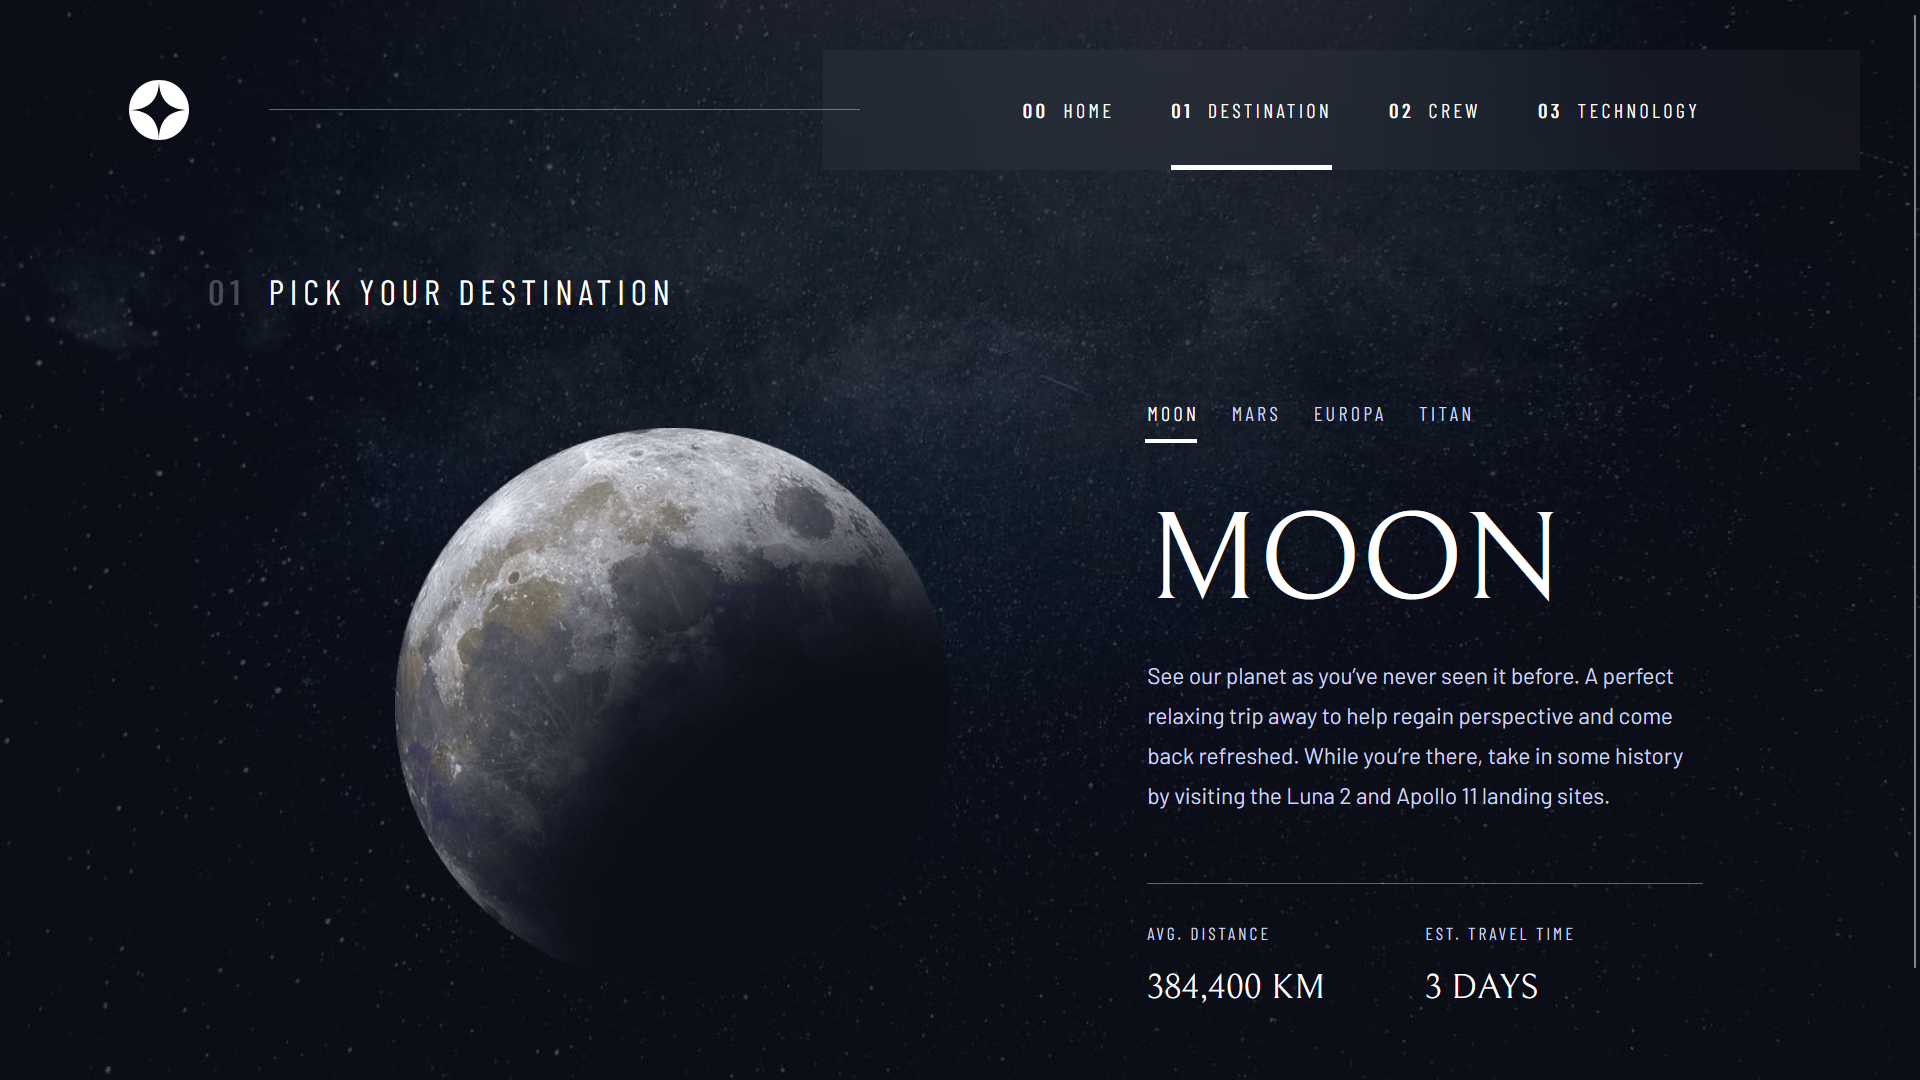 00 HOME 01 DESTINATION 02 CREW 03 TECHNOLOGY
01 PICK YOUR DESTINATION
MOON MARS EUROPA TITAN
MOON
See our planet as you’ve never seen it before. A perfect
relaxing trip away to help regain perspective and come
back refreshed. While you’re there, take in some history
by visiting the Luna 2 and Apollo 11 landing sites.
AVG. DISTANCE EST. TRAVEL TIME
384,400 KM 3 DAYS